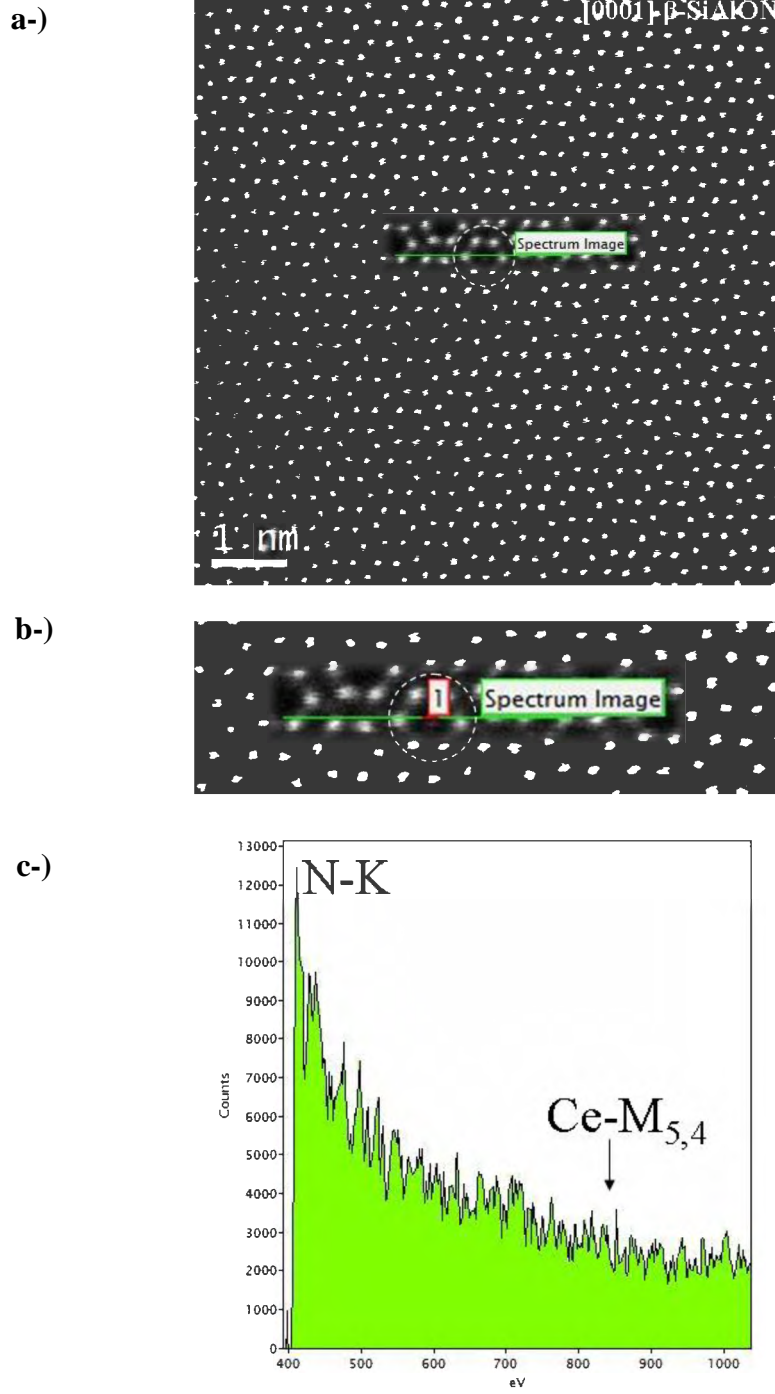 a-)
[0001]-β-SiAlON
Spectrum Image
1 nm.
b-)
1
Spectrum Image
c-)
13000
12000
11000
10000
9000
8000
7000
6000
5000
4000
3000
2000
1000
0
Counts
N-K
Ce-M5,4
400 500 600 700 800 900 1000
eV